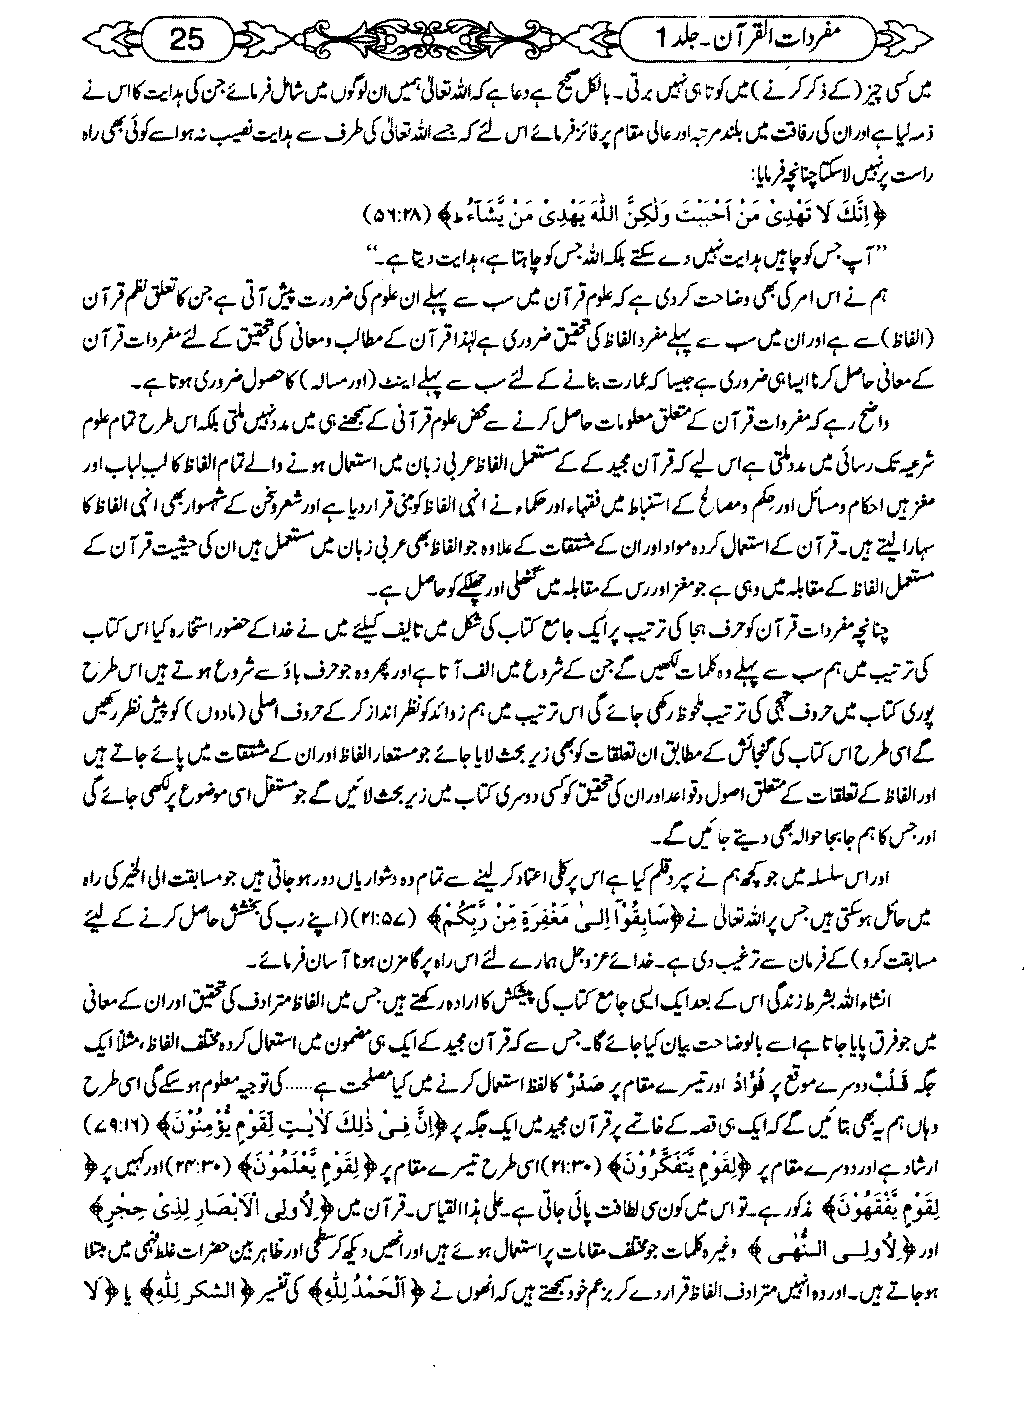 مفردات القرآن۔جلد 1
25
میں کسی چیز (کے ذکر کرنے) میں کوتاہی نہیں برتی۔ بالکل صحیح ہے دعا ہے کہ اللہ تعالیٰ ہمیں ان لوگوں میں شامل فرمائے جن کی ہدایت کا اس نے
ذمہ لیا ہے اور ان کی رفاقت میں بلند مرتبہ اور عالی مقام پر فائز فرمائے اس لئے کہ جسے اللہ تعالیٰ کی طرف سے ہدایت نصیب نہ ہو اسے کوئی بھی راہ
راست پر نہیں لا سکتا چنانچہ فرمایا:
﴿اِنَّكَ لَا تَهْدِیْ مَنْ اَحْبَبْتَ وَلٰكِنَّ اللّٰهَ یَهْدِیْ مَنْ یَّشَآءُ ط﴾ (۵۶:۲۸)
”آپ جس کو چاہیں ہدایت نہیں دے سکتے بلکہ اللہ جس کو چاہتا ہے، ہدایت دیتا ہے۔“
ہم نے اس امر کی بھی وضاحت کر دی ہے کہ علوم قرآن میں سب سے پہلے ان علوم کی ضرورت پیش آتی ہے جن کا تعلق نظم قرآن
(الفاظ) سے ہے اور ان میں سب سے پہلے مفرد الفاظ کی تحقیق ضروری ہے لہٰذا قرآن کے مطالب و معانی کی تحقیق کے لئے مفردات قرآن
کے معانی حاصل کرنا ایسا ہی ضروری ہے جیسا کہ عمارت بنانے کے لئے سب سے پہلے اینٹ (اور مسالہ) کا حصول ضروری ہوتا ہے۔
واضح رہے کہ مفردات قرآن کے متعلق معلومات حاصل کرنے سے محض علوم قرآنی کے سمجھنے ہی میں مدد نہیں ملتی بلکہ اس طرح تمام علوم
شرعیہ تک رسائی میں مدد ملتی ہے اس لیے کہ قرآن مجید کے کے مستعمل الفاظ عربی زبان میں استعمال ہونے والے تمام الفاظ کا لب لباب اور
مغز ہیں احکام و مسائل اور حِکم و مصالح کے استنباط میں فقہاء اور حکماء نے انہی الفاظ کو مبنی قرار دیا ہے اور شعر و سخن کے شہسوار بھی انہی الفاظ کا
سہارا لیتے ہیں۔ قرآن کے استعمال کردہ مواد اور ان کے مشتقات کے علاوہ جو الفاظ بھی عربی زبان میں مستعمل ہیں ان کی حیثیت قرآن کے
مستعمل الفاظ کے مقابلہ میں وہی ہے جو مغز اور رس کے مقابلہ میں گٹھلی اور چھلکے کو حاصل ہے۔
چنانچہ مفردات قرآن کو حرف ہجا کی ترتیب پر ایک جامع کتاب کی شکل میں تالیف کیلئے میں نے خدا کے حضور استخارہ کیا اس کتاب
کی ترتیب میں ہم سب سے پہلے وہ کلمات لکھیں گے جن کے شروع میں الف آتا ہے اور پھر وہ جو حرف باؤ سے شروع ہوتے ہیں اس طرح
پوری کتاب میں حروف تہجی کی ترتیب ملحوظ رکھی جائے گی اس ترتیب میں ہم زوائد کو نظر انداز کر کے حروف اصلی (مادوں) کو پیش نظر رکھیں
گے اسی طرح اس کتاب کی گنجائش کے مطابق ان تعلقات کو بھی زیر بحث لایا جائے جو مستعار الفاظ اور ان کے مشتقات میں پائے جاتے ہیں
اور الفاظ کے تعلقات کے متعلق اصول و قواعد اور ان کی تحقیق کو کسی دوسری کتاب میں زیر بحث لائیں گے جو مستقل اسی موضوع پر لکھی جائے گی
اور جس کا ہم جا بجا حوالہ بھی دیتے جائیں گے۔
اور اس سلسلہ میں جو کچھ ہم نے سپرد قلم کیا ہے اس پر کلی اعتماد کر لینے سے تمام وہ دشواریاں دور ہو جاتی ہیں جو مسابقت الی الخیر کی راہ
میں حائل ہو سکتی ہیں جس پر اللہ تعالیٰ نے ﴿سَابِقُوْآ اِلٰی مَغْفِرَةٍ مِّنْ رَّبِّكُمْ﴾ (۲۱:۵۷) (اپنے رب کی بخشش حاصل کرنے کے لیئے
مسابقت کرو) کے فرمان سے ترغیب دی ہے۔ خدائے عز و جل ہمارے لئے اس راہ پر گامزن ہونا آسان فرمائے۔
انشاء اللہ بشرط زندگی اس کے بعد ایک ایسی جامع کتاب کی پیشکش کا ارادہ رکھتے ہیں جس میں الفاظ مترادف کی تحقیق اور ان کے معانی
میں جو فرق پایا جاتا ہے اسے بالوضاحت بیان کیا جائے گا۔ جس سے کہ قرآن مجید کے ایک ہی مضمون میں استعمال کردہ مختلف الفاظ، مثلاً ایک
جگہ قَلْبٌ دوسرے موقع پر فُؤَادٌ اور تیسرے مقام پر صَدْرٌ کا لفظ استعمال کرنے میں کیا مصلحت ہے......کی توجیہ معلوم ہو سکے گی اسی طرح
وہاں ہم یہ بھی بتائیں گے کہ ایک ہی قصہ کے خاتمے پر قرآن مجید میں ایک جگہ پر ﴿اِنَّ فِیْ ذٰلِكَ لَاٰیٰتٍ لِّقَوْمٍ یُّؤْمِنُوْنَ﴾ (۷۹:۱۶)
ارشاد ہے اور دوسرے مقام پر ﴿لِقَوْمٍ یَّتَفَكَّرُوْنَ﴾ (۲۱:۳۰) اسی طرح تیسرے مقام پر ﴿لِقَوْمٍ یَّعْلَمُوْنَ﴾ (۲۴:۳۰) اور کہیں پر ﴿
لِقَوْمٍ یَّفْقَهُوْنَ﴾ مذکور ہے۔ تو اس میں کون سی لطافت پائی جاتی ہے۔ علی ہذا القیاس۔ قرآن میں ﴿لِاُولِی الْاَبْصَارِ لِذِیْ حِجْرٍ﴾
اور ﴿لِاُولِی النُّهٰی﴾ وغیرہ کلمات جو مختلف مقامات پر استعمال ہوئے ہیں اور انھیں دیکھ کر سطحی اور ظاہر بین حضرات غلط فہمی میں مبتلا
ہو جاتے ہیں۔ اور وہ انہیں مترادف الفاظ قرار دے کر بزعم خود سمجھتے ہیں کہ انھوں نے ﴿اَلْحَمْدُ لِلّٰهِ﴾ کی تفسیر ﴿الشكر لِلّٰهِ﴾ یا ﴿لَا